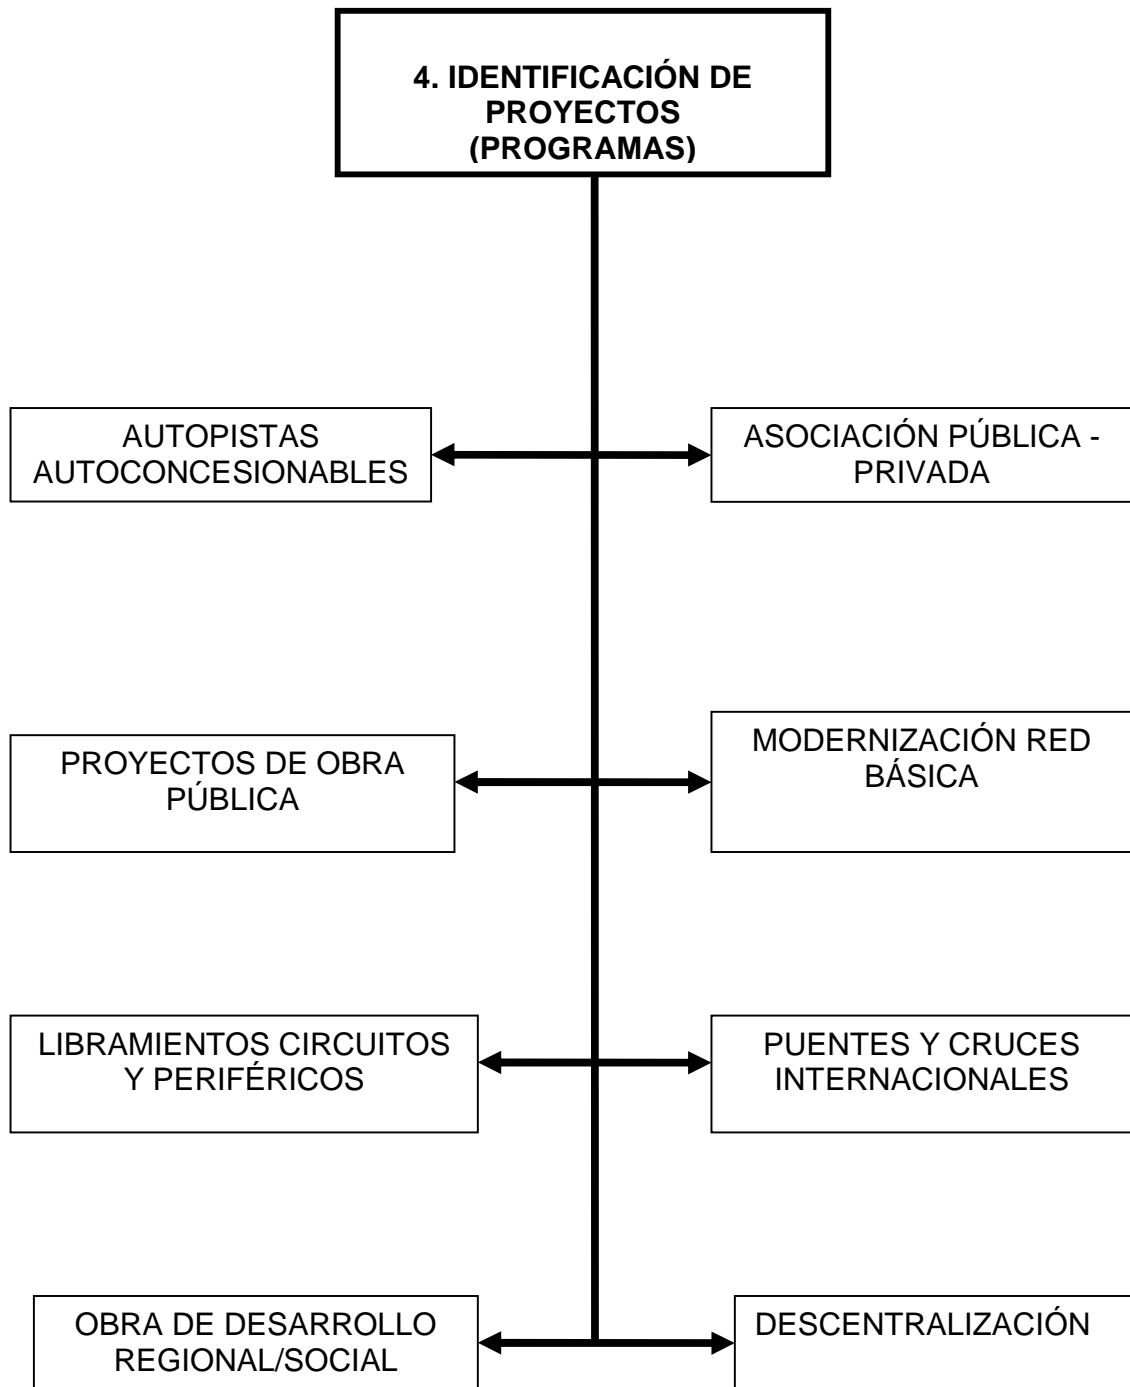 4. IDENTIFICACIÓN DE
PROYECTOS
(PROGRAMAS)
AUTOPISTAS
AUTOCONCESIONABLES
ASOCIACIÓN PÚBLICA -
PRIVADA
PROYECTOS DE OBRA
PÚBLICA
MODERNIZACIÓN RED
BÁSICA
LIBRAMIENTOS CIRCUITOS
Y PERIFÉRICOS
PUENTES Y CRUCES
INTERNACIONALES
OBRA DE DESARROLLO
REGIONAL/SOCIAL
DESCENTRALIZACIÓN